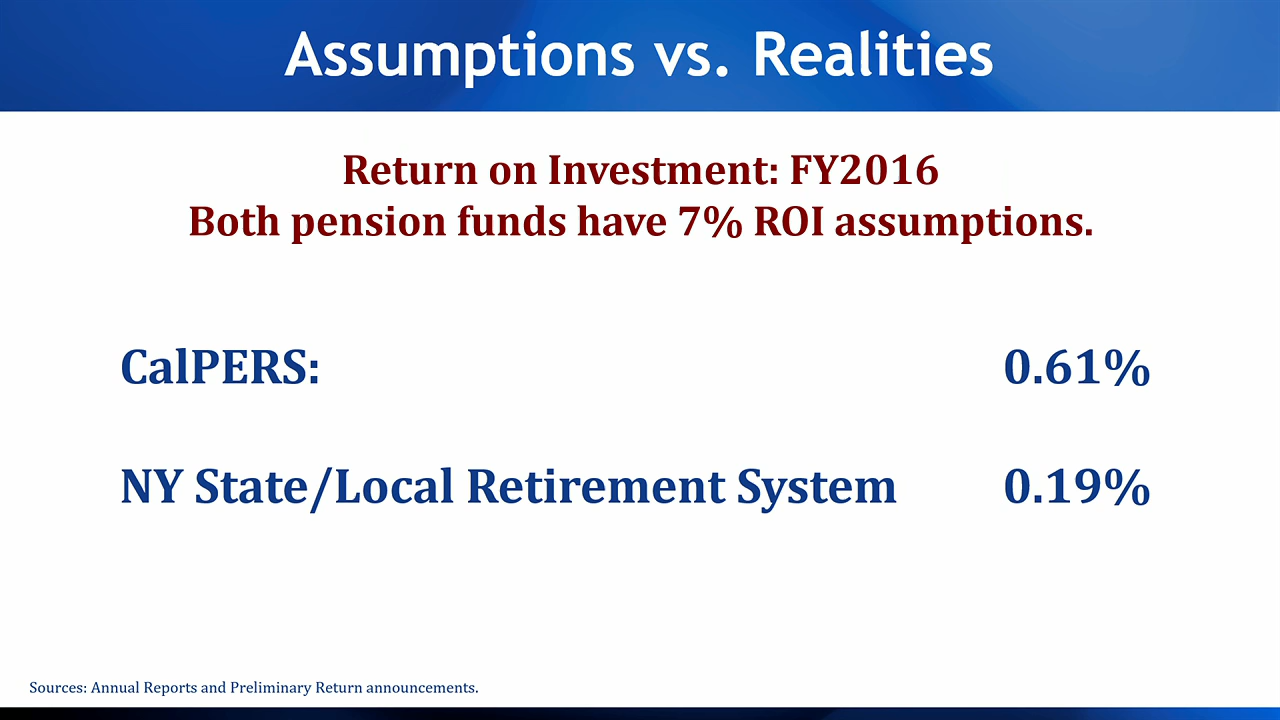 Assumptions vs. Realities
Return on Investment: FY2016
Both pension funds have 7% ROI assumptions.
CalPERS: 0.61%
NY State/Local Retirement System 0.19%
Sources: Annual Reports and Preliminary Return announcements.